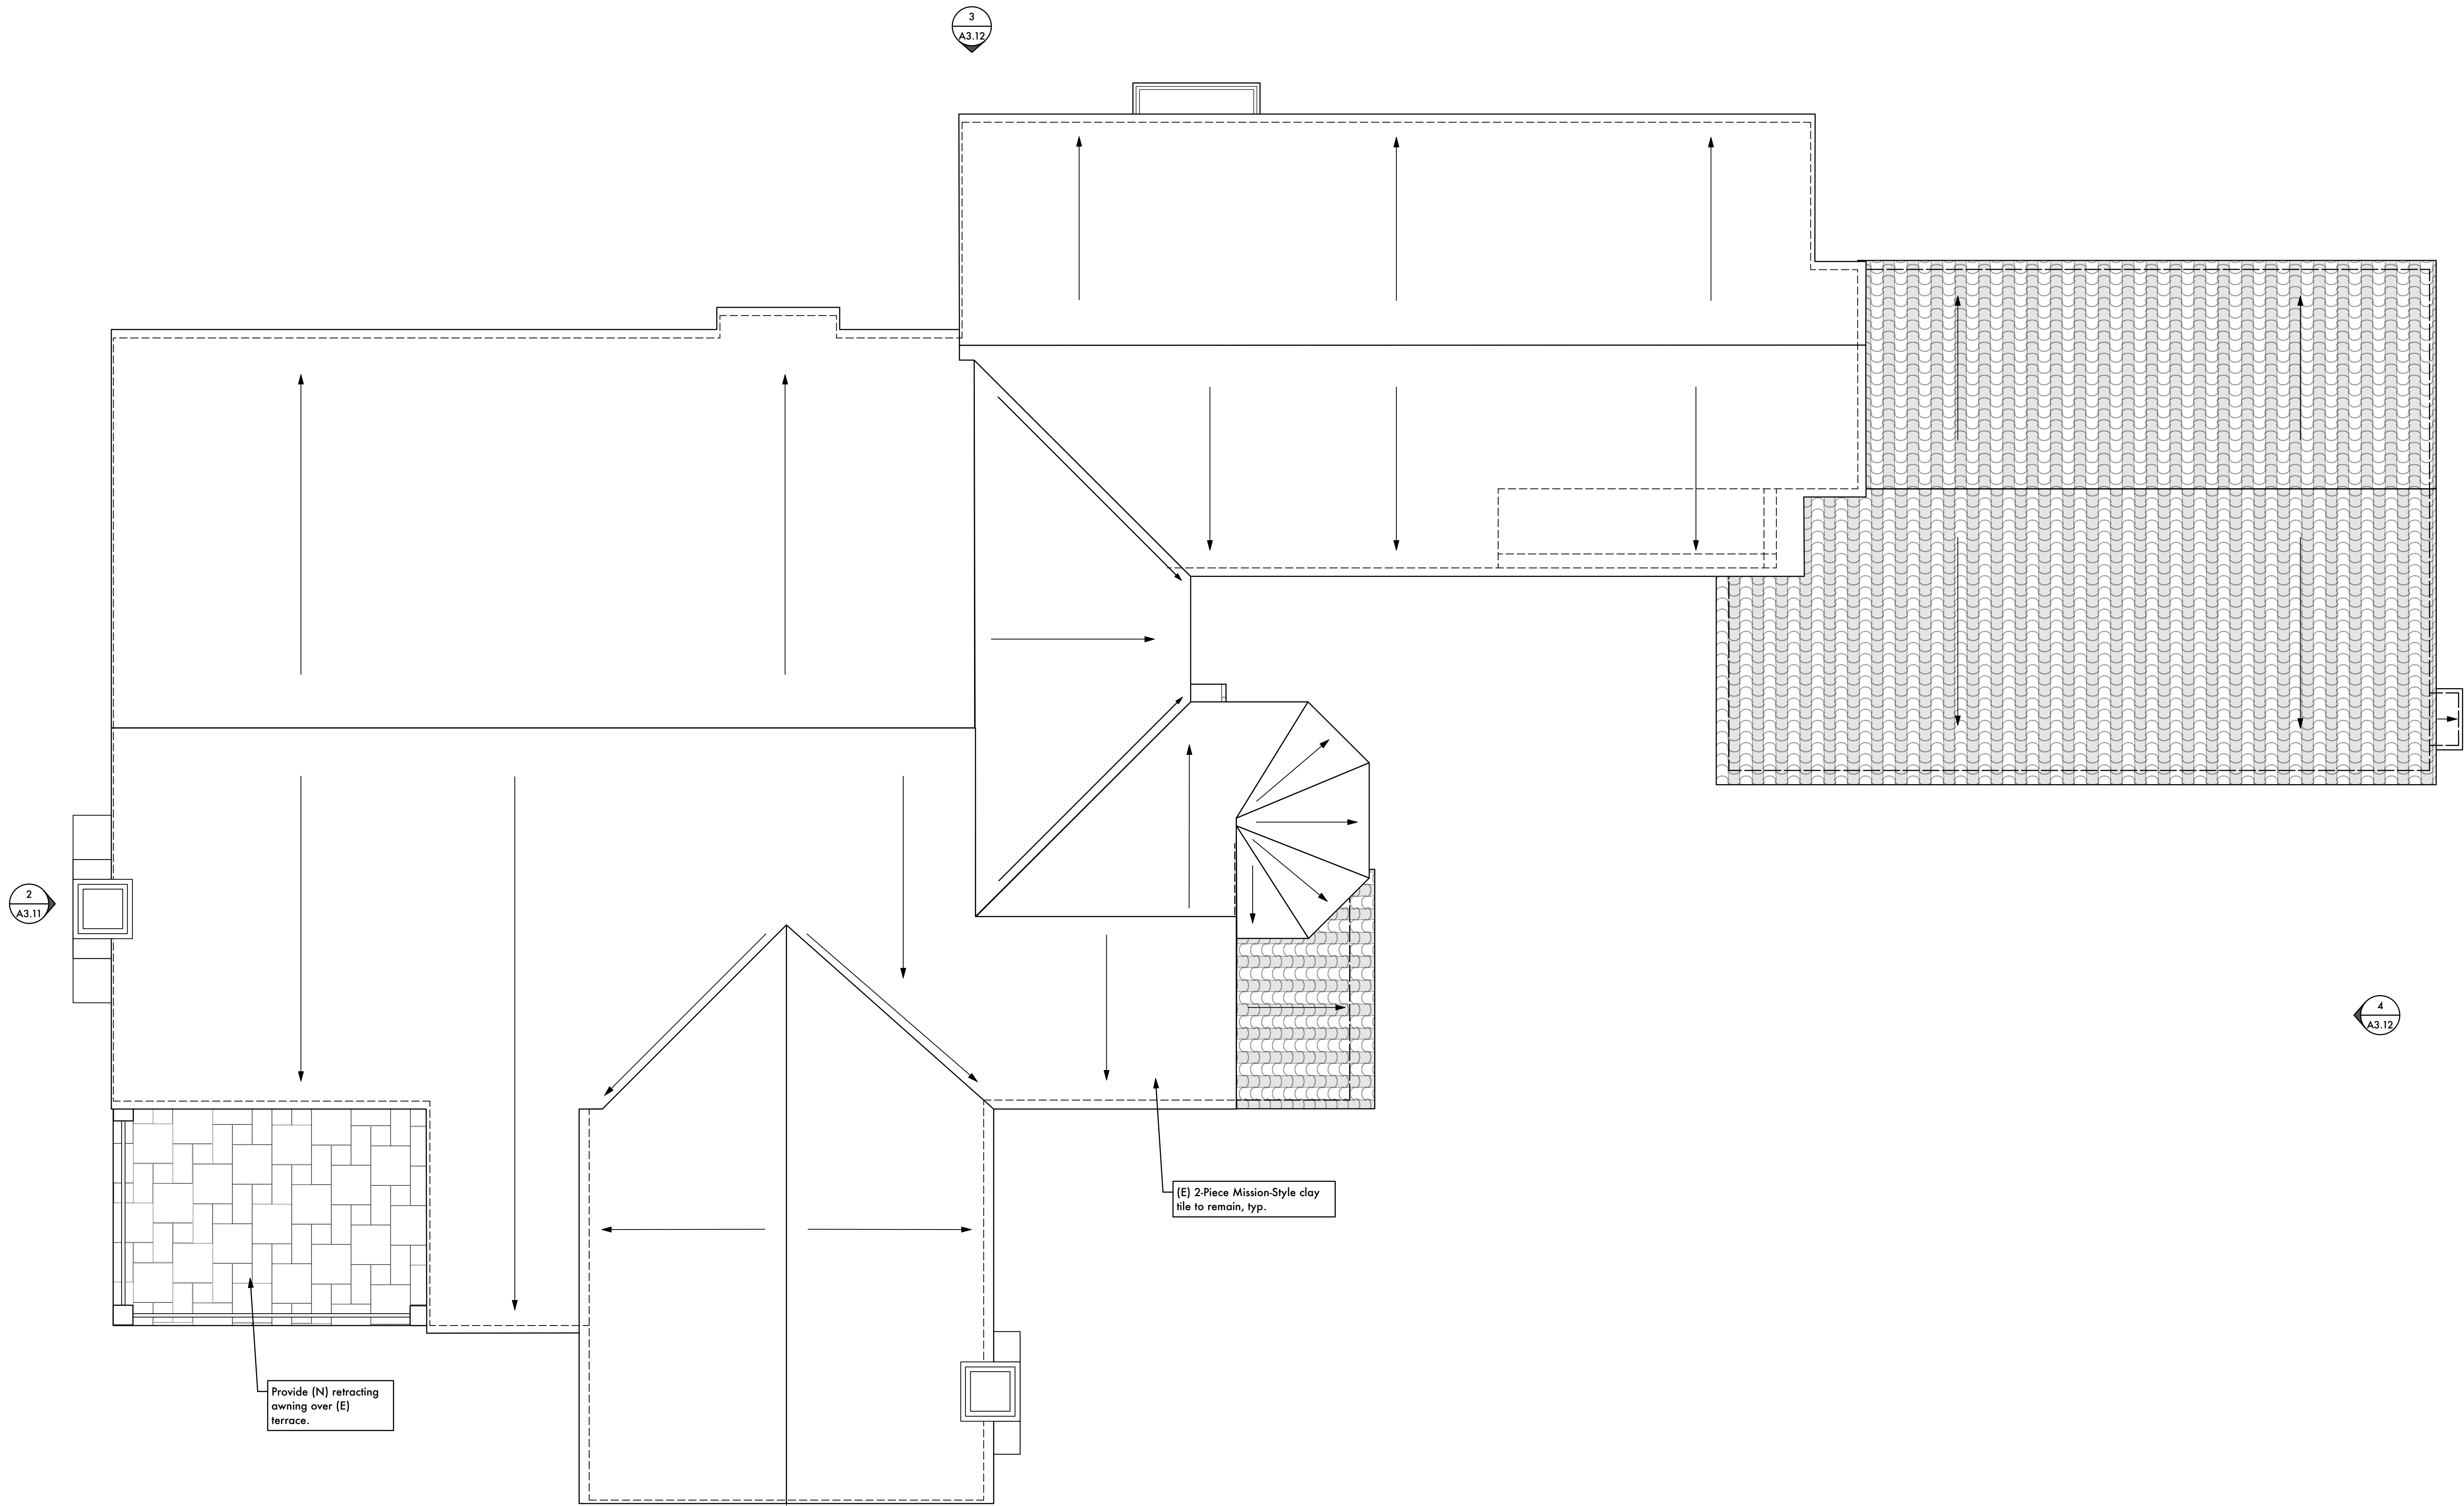 3
A3.12
2
A3.11
4
A3.12
(E) 2-Piece Mission-Style clay
tile to remain, typ.
Provide (N) retracting
awning over (E)
terrace.